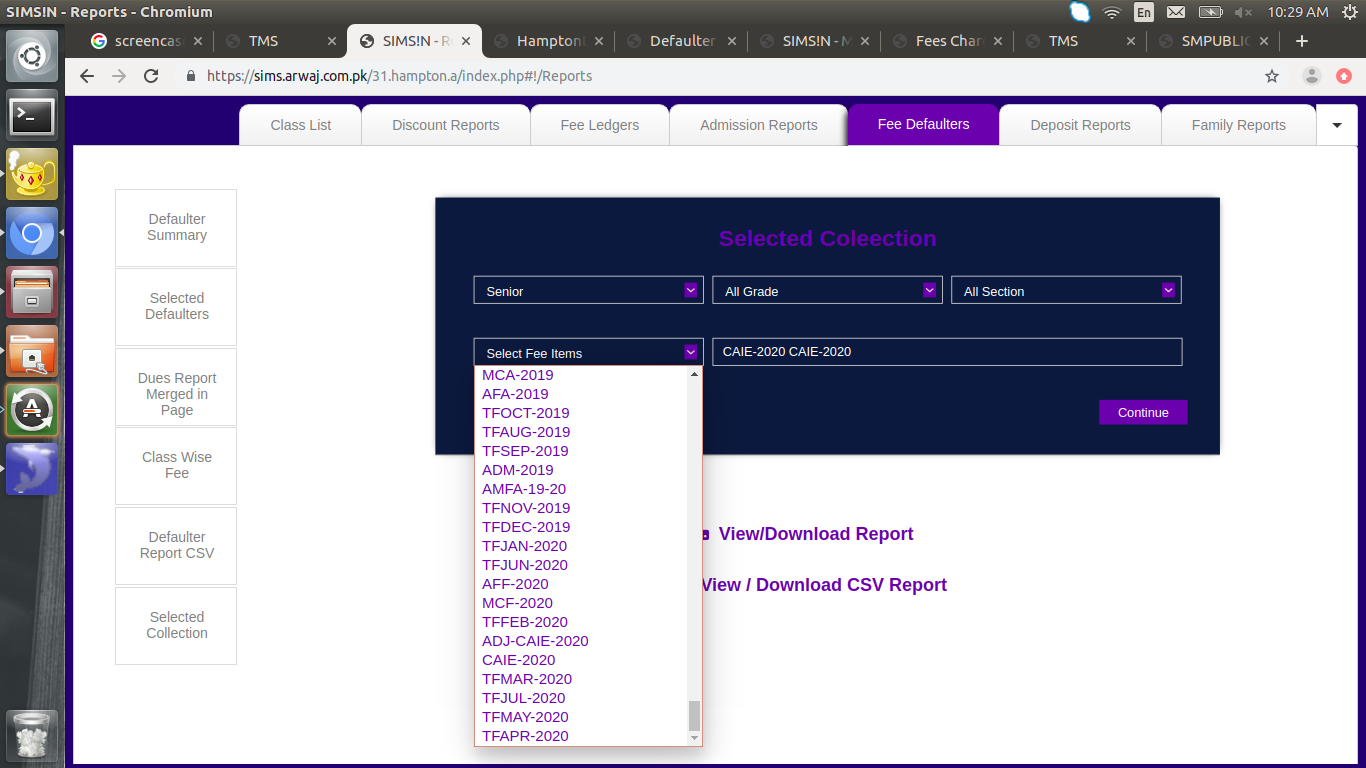 SIMS!N - Reports - Chromium
En
10:29 AM
screencas
TMS
SIMS!N - R
Hampton
Defaulter
SIMS!N - M
Fees Char
TMS
SMPUBLIC
https://sims.arwaj.com.pk/31.hampton.a/index.php#!/Reports
Class List
Discount Reports
Fee Ledgers
Admission Reports
Fee Defaulters
Deposit Reports
Family Reports
Defaulter
Summary
Selected
Defaulters
Dues Report
Merged in
Page
Class Wise
Fee
Defaulter
Report CSV
Selected
Collection
Selected Coleection
Senior
All Grade
All Section
Select Fee Items
CAIE-2020 CAIE-2020
MCA-2019
AFA-2019
TFOCT-2019
TFAUG-2019
TFSEP-2019
ADM-2019
AMFA-19-20
TFNOV-2019
TFDEC-2019
TFJAN-2020
TFJUN-2020
AFF-2020
MCF-2020
TFFEB-2020
ADJ-CAIE-2020
CAIE-2020
TFMAR-2020
TFJUL-2020
TFMAY-2020
TFAPR-2020
Continue
View/Download Report
View / Download CSV Report